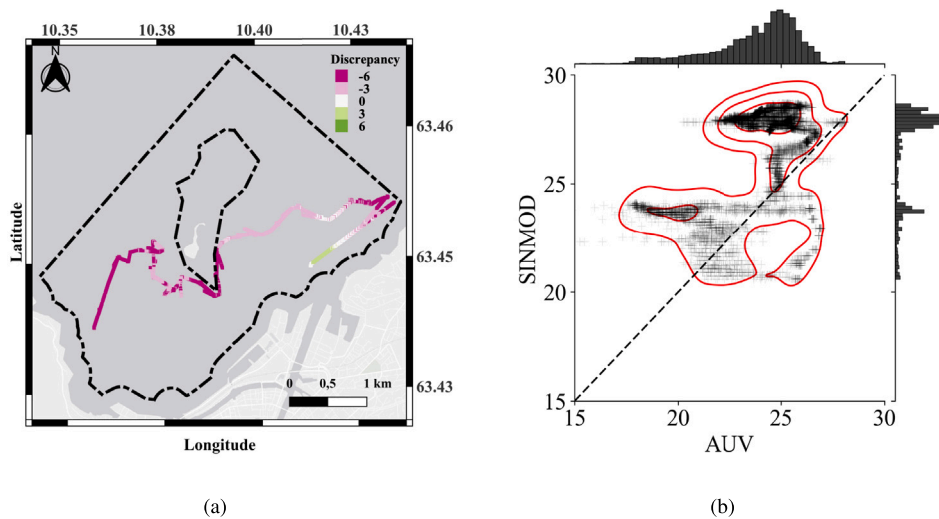 10.35 10.38 10.40 10.43
N
Discrepancy
-6
-3
0
3
6
63.46
63.45
63.43
Latitude
0 0,5 1 km
Longitude
(a)
30
25
20
15
SINMOD
15 20 25 30
AUV
(b)